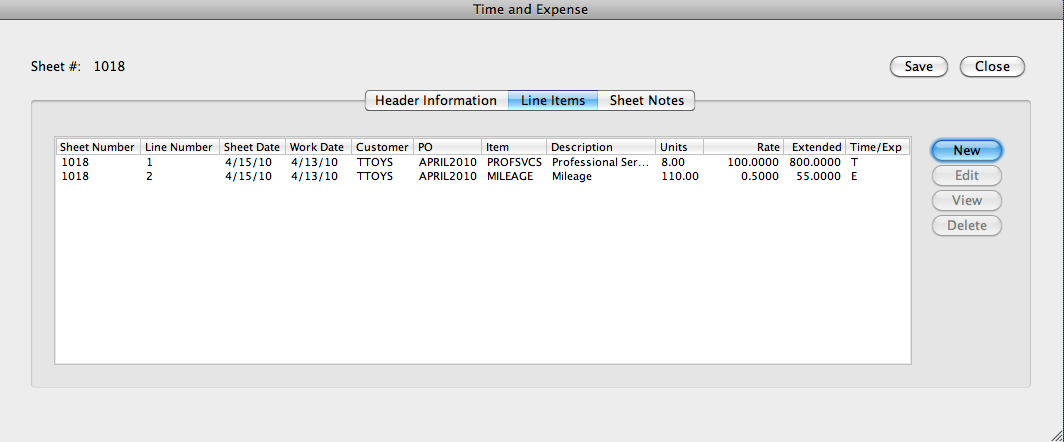 Time and Expense
Sheet #: 1018 Save Close
Header Information Line Items Sheet Notes
Sheet Number Line Number Sheet Date Work Date Customer PO Item Description Units Rate Extended Time/Exp
1018 1 4/15/10 4/13/10 TTOYS APRIL2010 PROFSVCS Professional Ser... 8.00 100.0000 800.0000 T
1018 2 4/15/10 4/13/10 TTOYS APRIL2010 MILEAGE Mileage 110.00 0.5000 55.0000 E
New
Edit
View
Delete